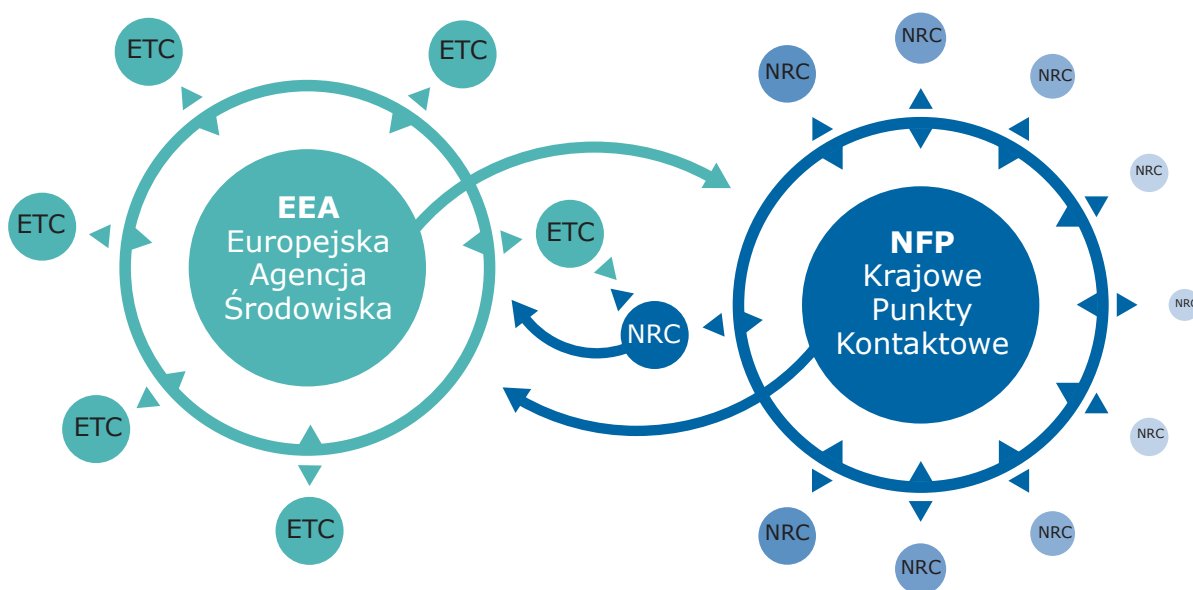 ETC
ETC
ETC
ETC
ETC
ETC
EEA
Europejska
Agencja
Środowiska
NRC
NFP
Krajowe
Punkty
Kontaktowe
NRC
NRC
NRC
NRC
NRC
NRC
NRC
NRC
NRC